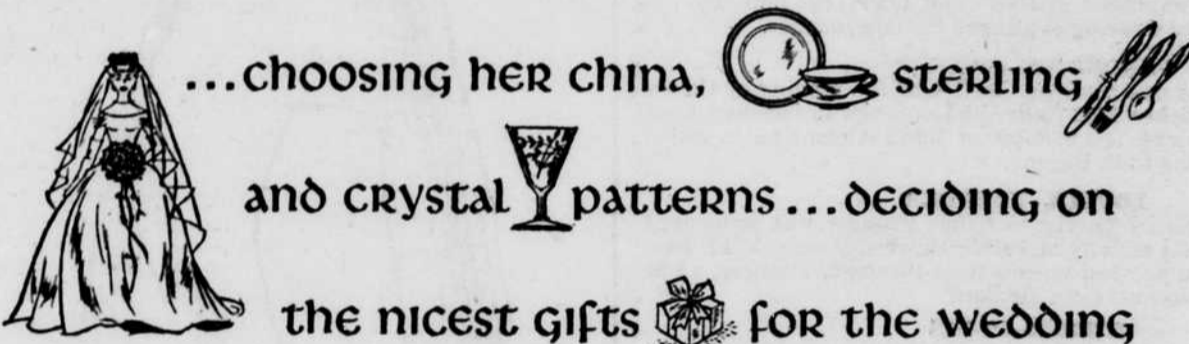 ...choosing her china, sterling
and crystal patterns...deciding on
the nicest gifts for the wedding